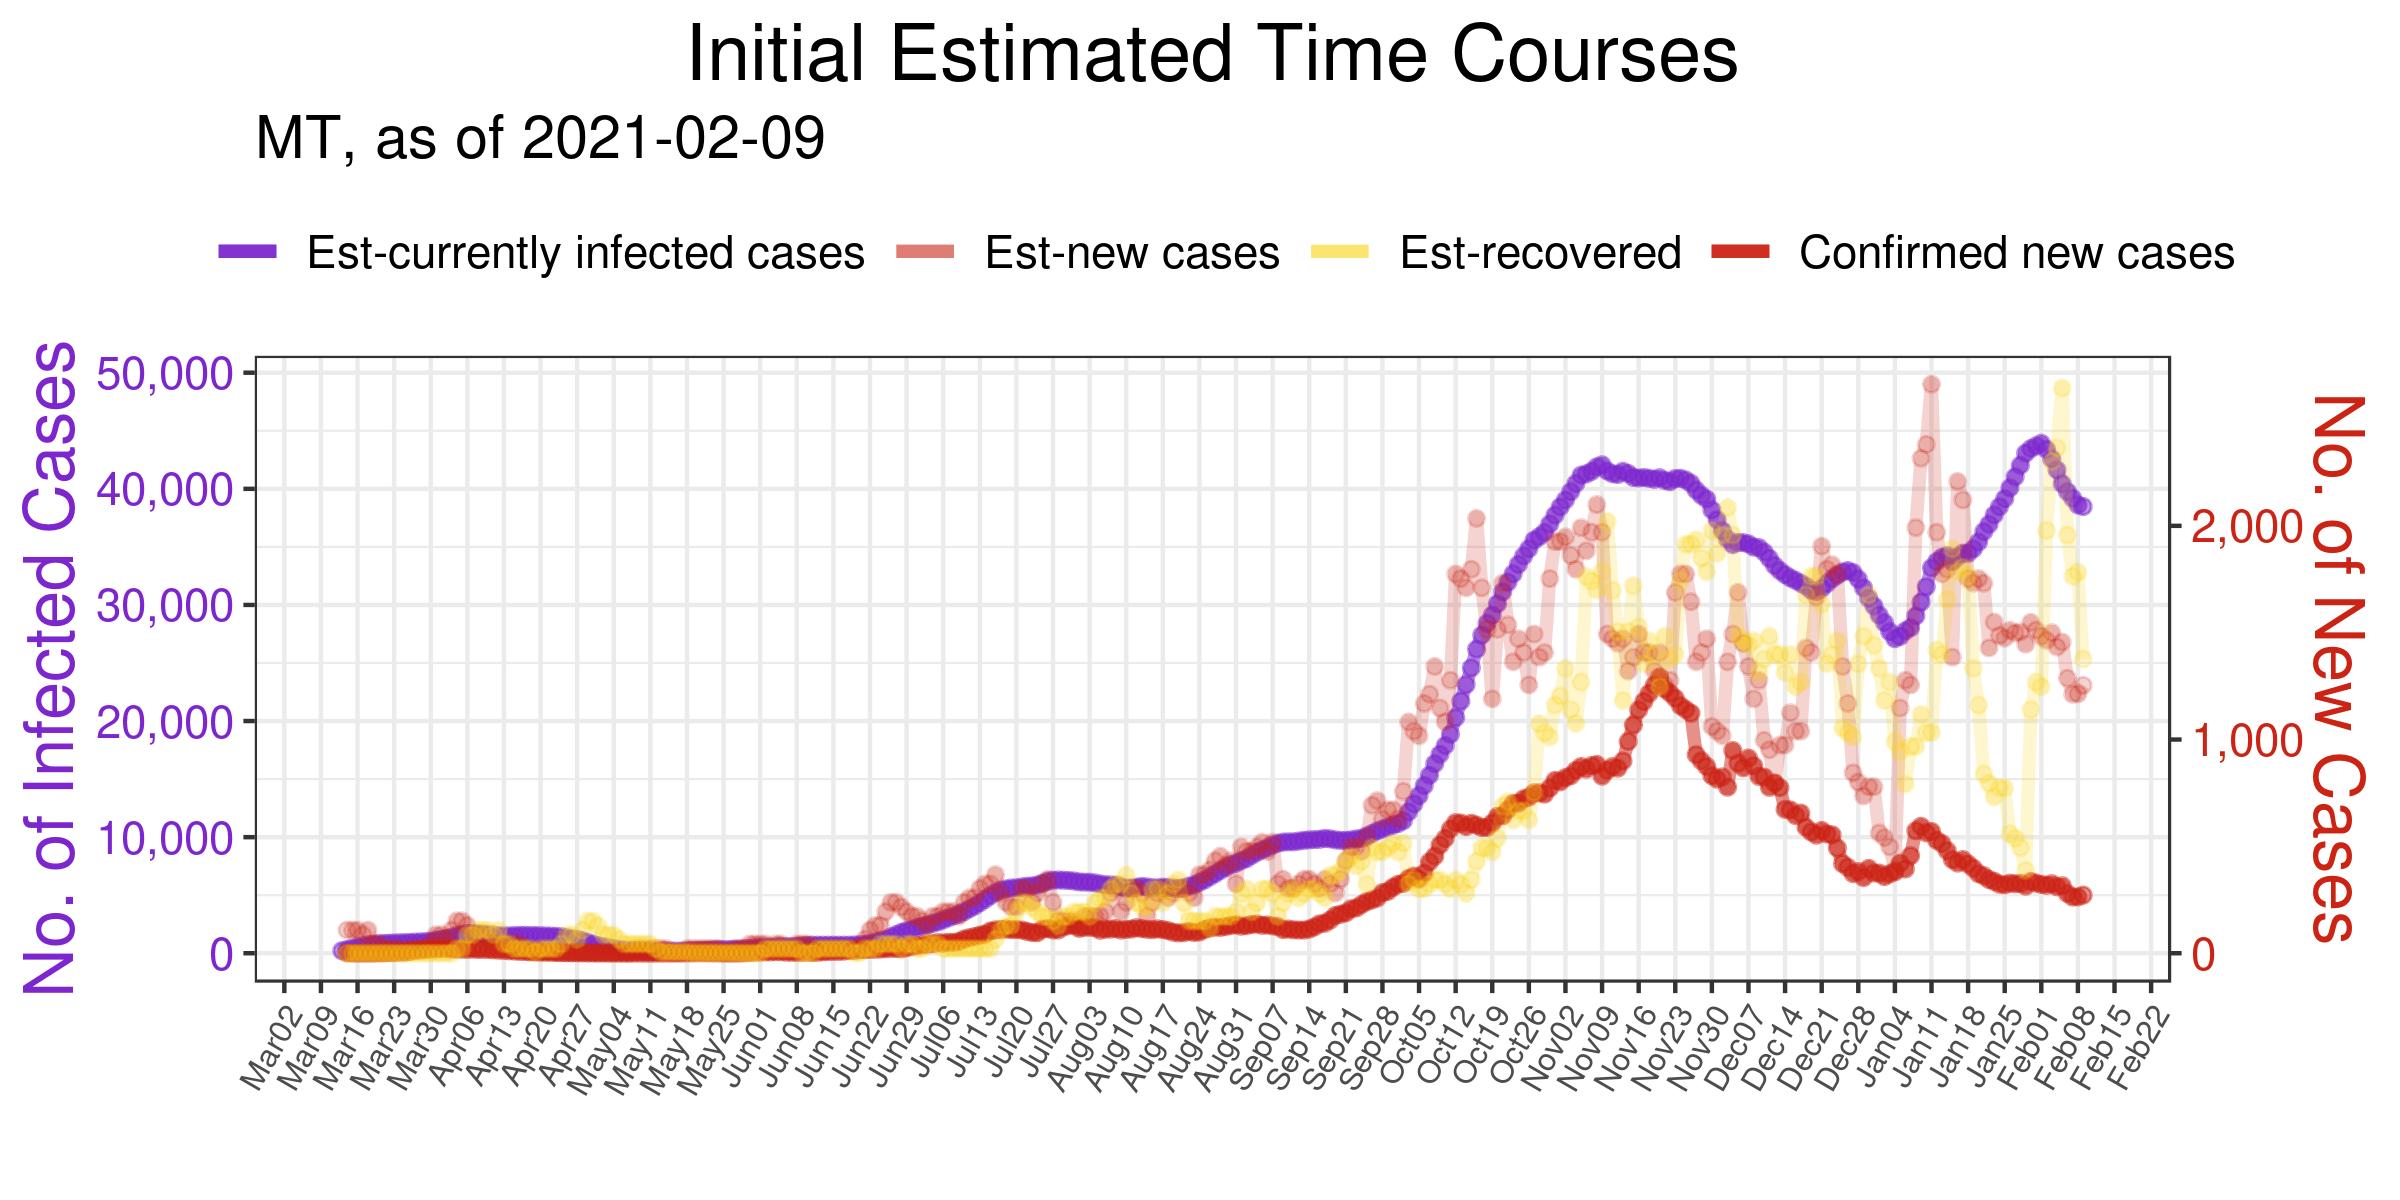 Initial Estimated Time Courses
MT, as of 2021-02-09
Est-currently infected cases
Est-new cases
Est-recovered
Confirmed new cases
No. of Infected Cases
50,000
40,000
30,000
20,000
10,000
0
2,000
1,000
0
No. of New Cases
Mar02
Mar09
Mar16
Mar23
Mar30
Apr06
Apr13
Apr20
Apr27
May04
May11
May18
May25
Jun01
Jun08
Jun15
Jun22
Jun29
Jul06
Jul13
Jul20
Jul27
Aug03
Aug10
Aug17
Aug24
Aug31
Sep07
Sep14
Sep21
Sep28
Oct05
Oct12
Oct19
Oct26
Nov02
Nov09
Nov16
Nov23
Nov30
Dec07
Dec14
Dec21
Dec28
Jan04
Jan11
Jan18
Jan25
Feb01
Feb08
Feb15
Feb22